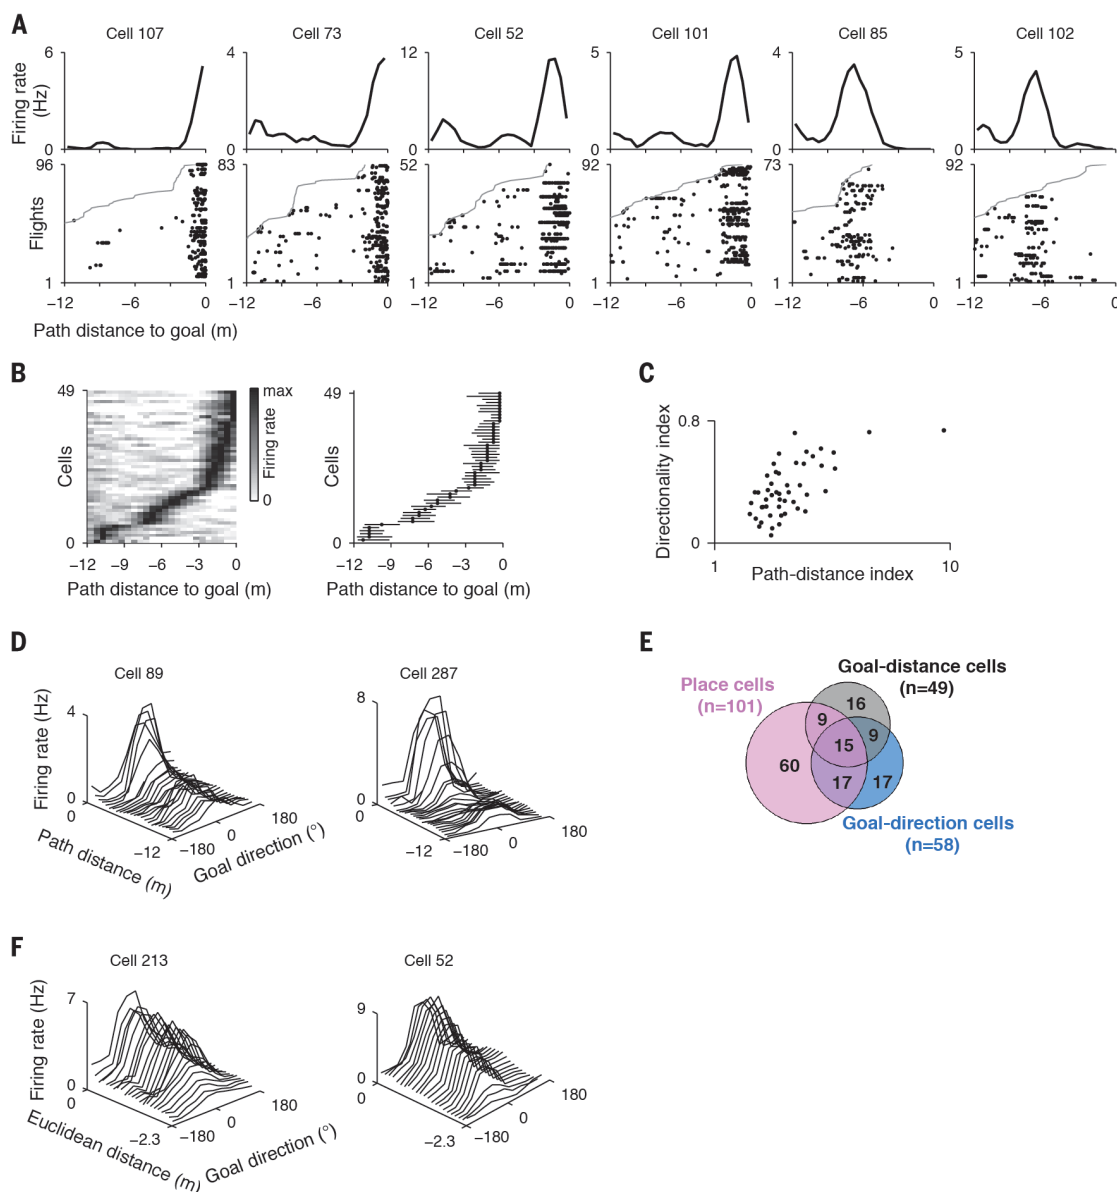 A
Cell 107
Cell 73
Cell 52
Cell 101
Cell 85
Cell 102
Firing rate
(Hz)
6
0
4
0
12
0
5
0
4
0
5
0
Flights
96
1
83
1
52
1
92
1
73
1
92
1
−12
−6
0
−12
−6
0
−12
−6
0
−12
−6
0
−12
−6
0
−12
−6
0
Path distance to goal (m)
B
49
Cells
0
−12
−9
−6
−3
0
Path distance to goal (m)
max
Firing rate
0
49
Cells
0
−12
−9
−6
−3
0
Path distance to goal (m)
C
0.8
Directionality index
0
1
10
Path-distance index
D
Cell 89
Firing rate (Hz)
4
0
0
−12
Path distance (m)
−180
0
180
Goal direction (°)
Cell 287
8
0
0
−12
−180
0
180
E
Goal-distance cells
(n=49)
Place cells
(n=101)
16
9
9
15
60
17
17
Goal-direction cells
(n=58)
F
Cell 213
Firing rate (Hz)
7
0
0
−2.3
Euclidean distance (m)
−180
0
180
Goal direction (°)
Cell 52
9
0
0
−2.3
−180
0
180